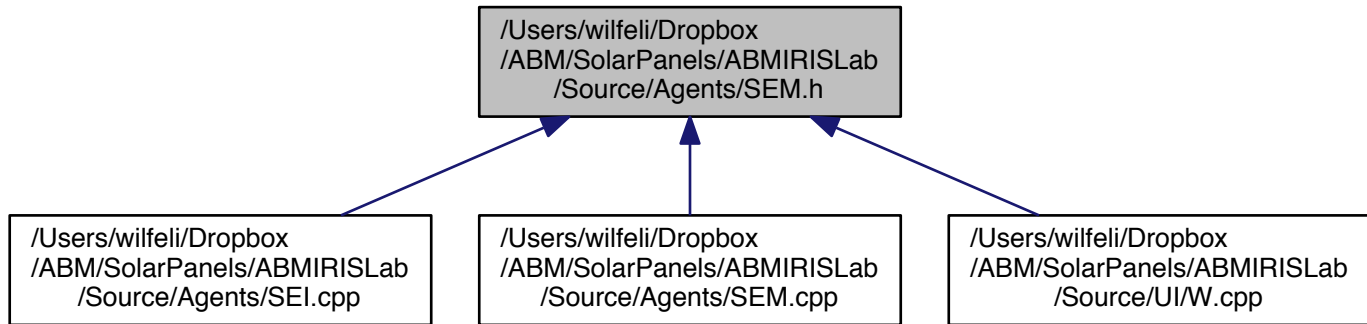 /Users/wilfeli/Dropbox
/ABM/SolarPanels/ABMIRISLab
/Source/Agents/SEM.h
/Users/wilfeli/Dropbox
/ABM/SolarPanels/ABMIRISLab
/Source/Agents/SEI.cpp
/Users/wilfeli/Dropbox
/ABM/SolarPanels/ABMIRISLab
/Source/Agents/SEM.cpp
/Users/wilfeli/Dropbox
/ABM/SolarPanels/ABMIRISLab
/Source/UI/W.cpp